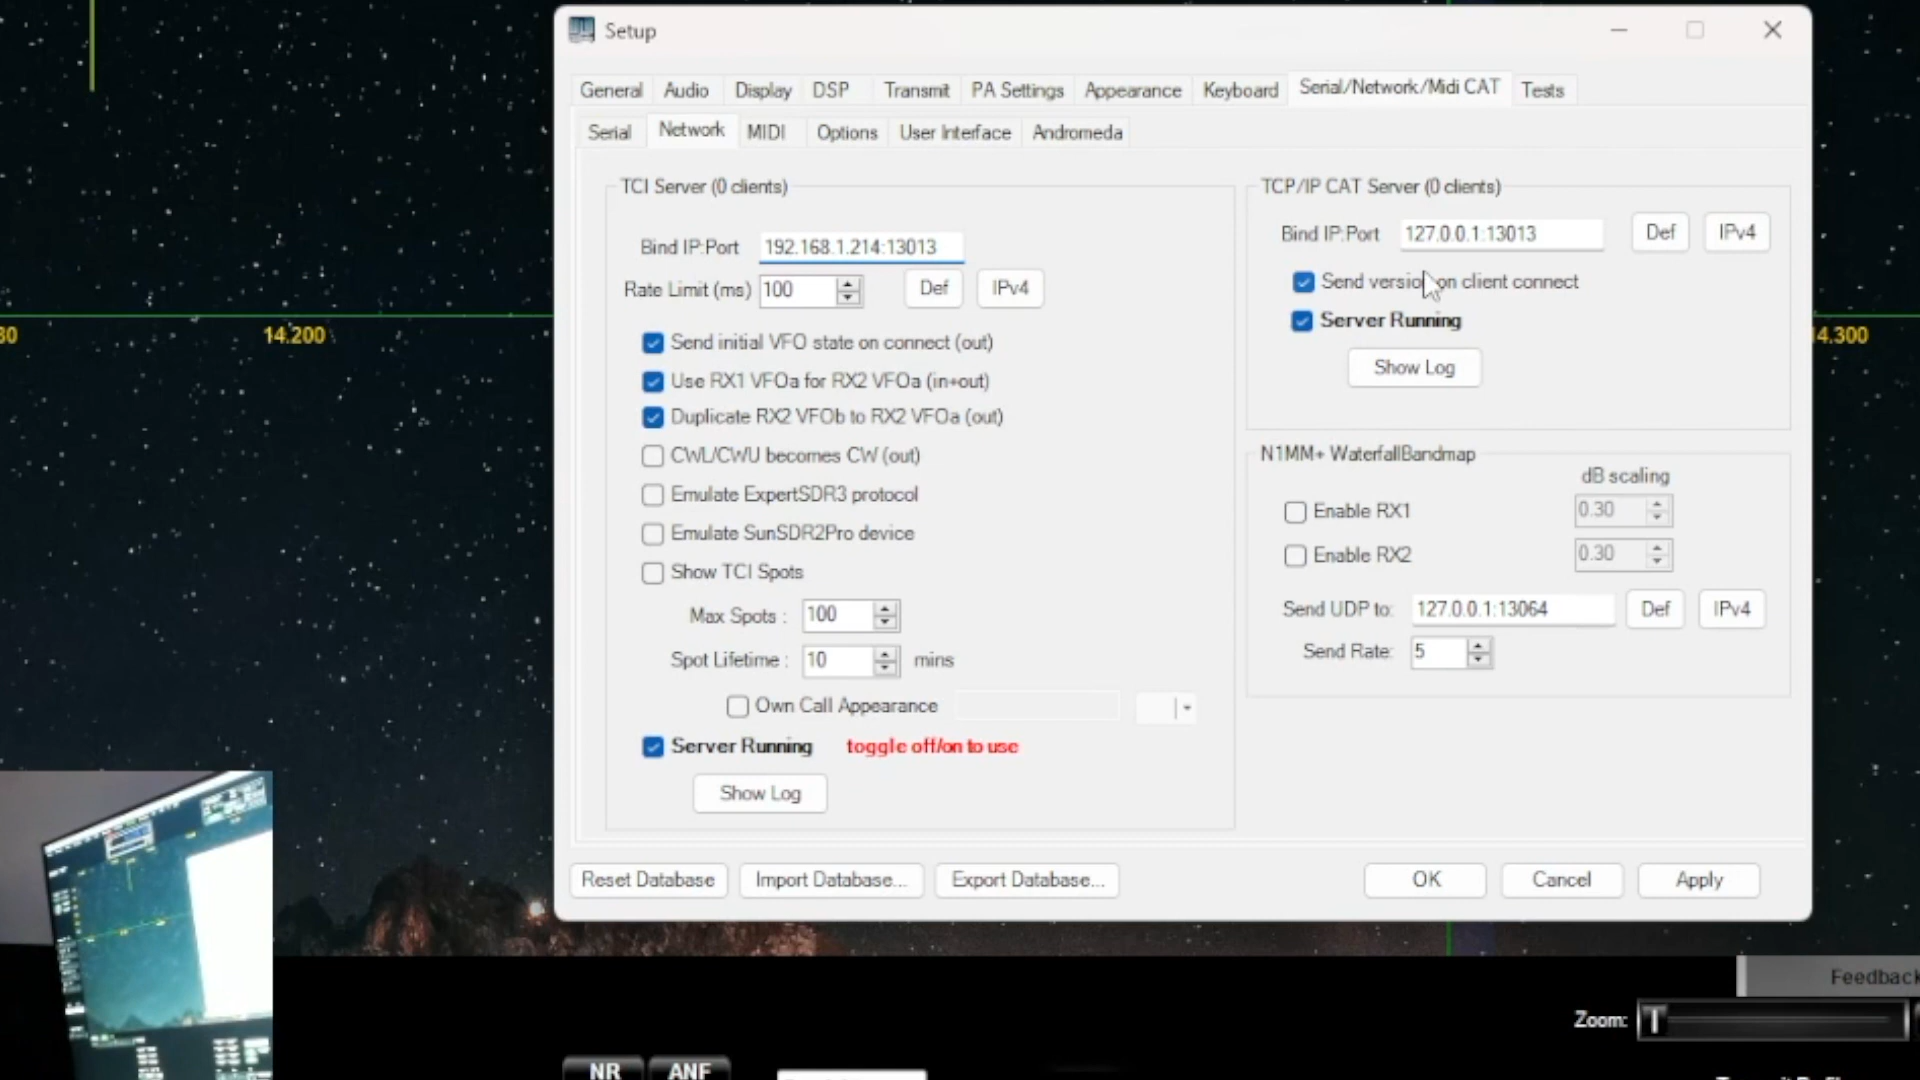 Setup
General Audio Display DSP Transmit PA Settings Appearance Keyboard Serial/Network/Midi CAT Tests
Serial Network MIDI Options User Interface Andromeda
TCI Server (0 clients)
Bind IP:Port 192.168.1.214:13013
Rate Limit (ms) 100 Def IPv4
Send initial VFO state on connect (out)
Use RX1 VFOa for RX2 VFOa (in+out)
Duplicate RX2 VFOb to RX2 VFOa (out)
CWL/CWU becomes CW (out)
Emulate ExpertSDR3 protocol
Emulate SunSDR2Pro device
Show TCI Spots
Max Spots : 100
Spot Lifetime : 10 mins
Own Call Appearance
Server Running toggle off/on to use
Show Log
TCP/IP CAT Server (0 clients)
Bind IP:Port 127.0.0.1:13013 Def IPv4
Send version on client connect
Server Running
Show Log
N1MM+ WaterfallBandmap
dB scaling
Enable RX1 0.30
Enable RX2 0.30
Send UDP to: 127.0.0.1:13064 Def IPv4
Send Rate: 5
Reset Database Import Database... Export Database... OK Cancel Apply
14.200
14.300
Feedback
Zoom:
NR ANF